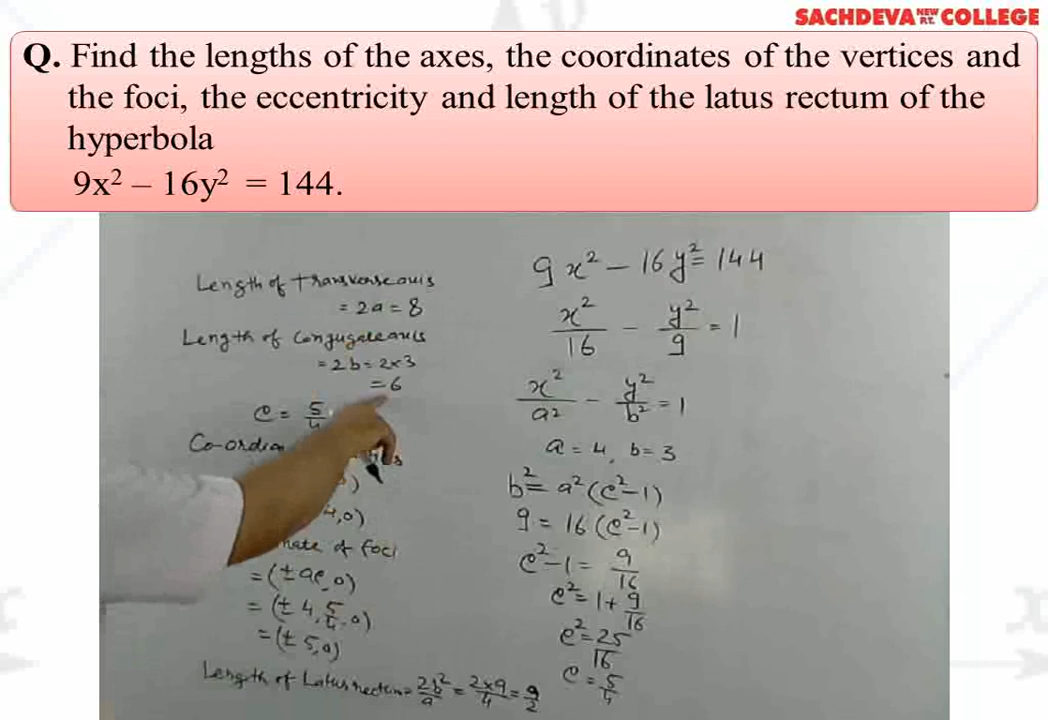 SACHDEVA NEW P.T. COLLEGE
Q. Find the lengths of the axes, the coordinates of the vertices and
the foci, the eccentricity and length of the latus rectum of the
hyperbola
9x² – 16y² = 144.
Length of transverse axis
= 2a = 8
Length of Conjugate axis
= 2b = 2×3
= 6
e = 5/4
Co-ordin
)
,0)
nate of foci
= (± ae, 0)
= (± 4.5/4, 0)
= (± 5, 0)
Length of Latus rectum = 2b²/a = 2×9/4 = 9/2
9x² – 16y² = 144
x²/16 – y²/9 = 1
x²/a² – y²/b² = 1
a = 4, b = 3
b² = a²(e²–1)
9 = 16(e²–1)
e²–1 = 9/16
e² = 1 + 9/16
e² = 25/16
e = 5/4